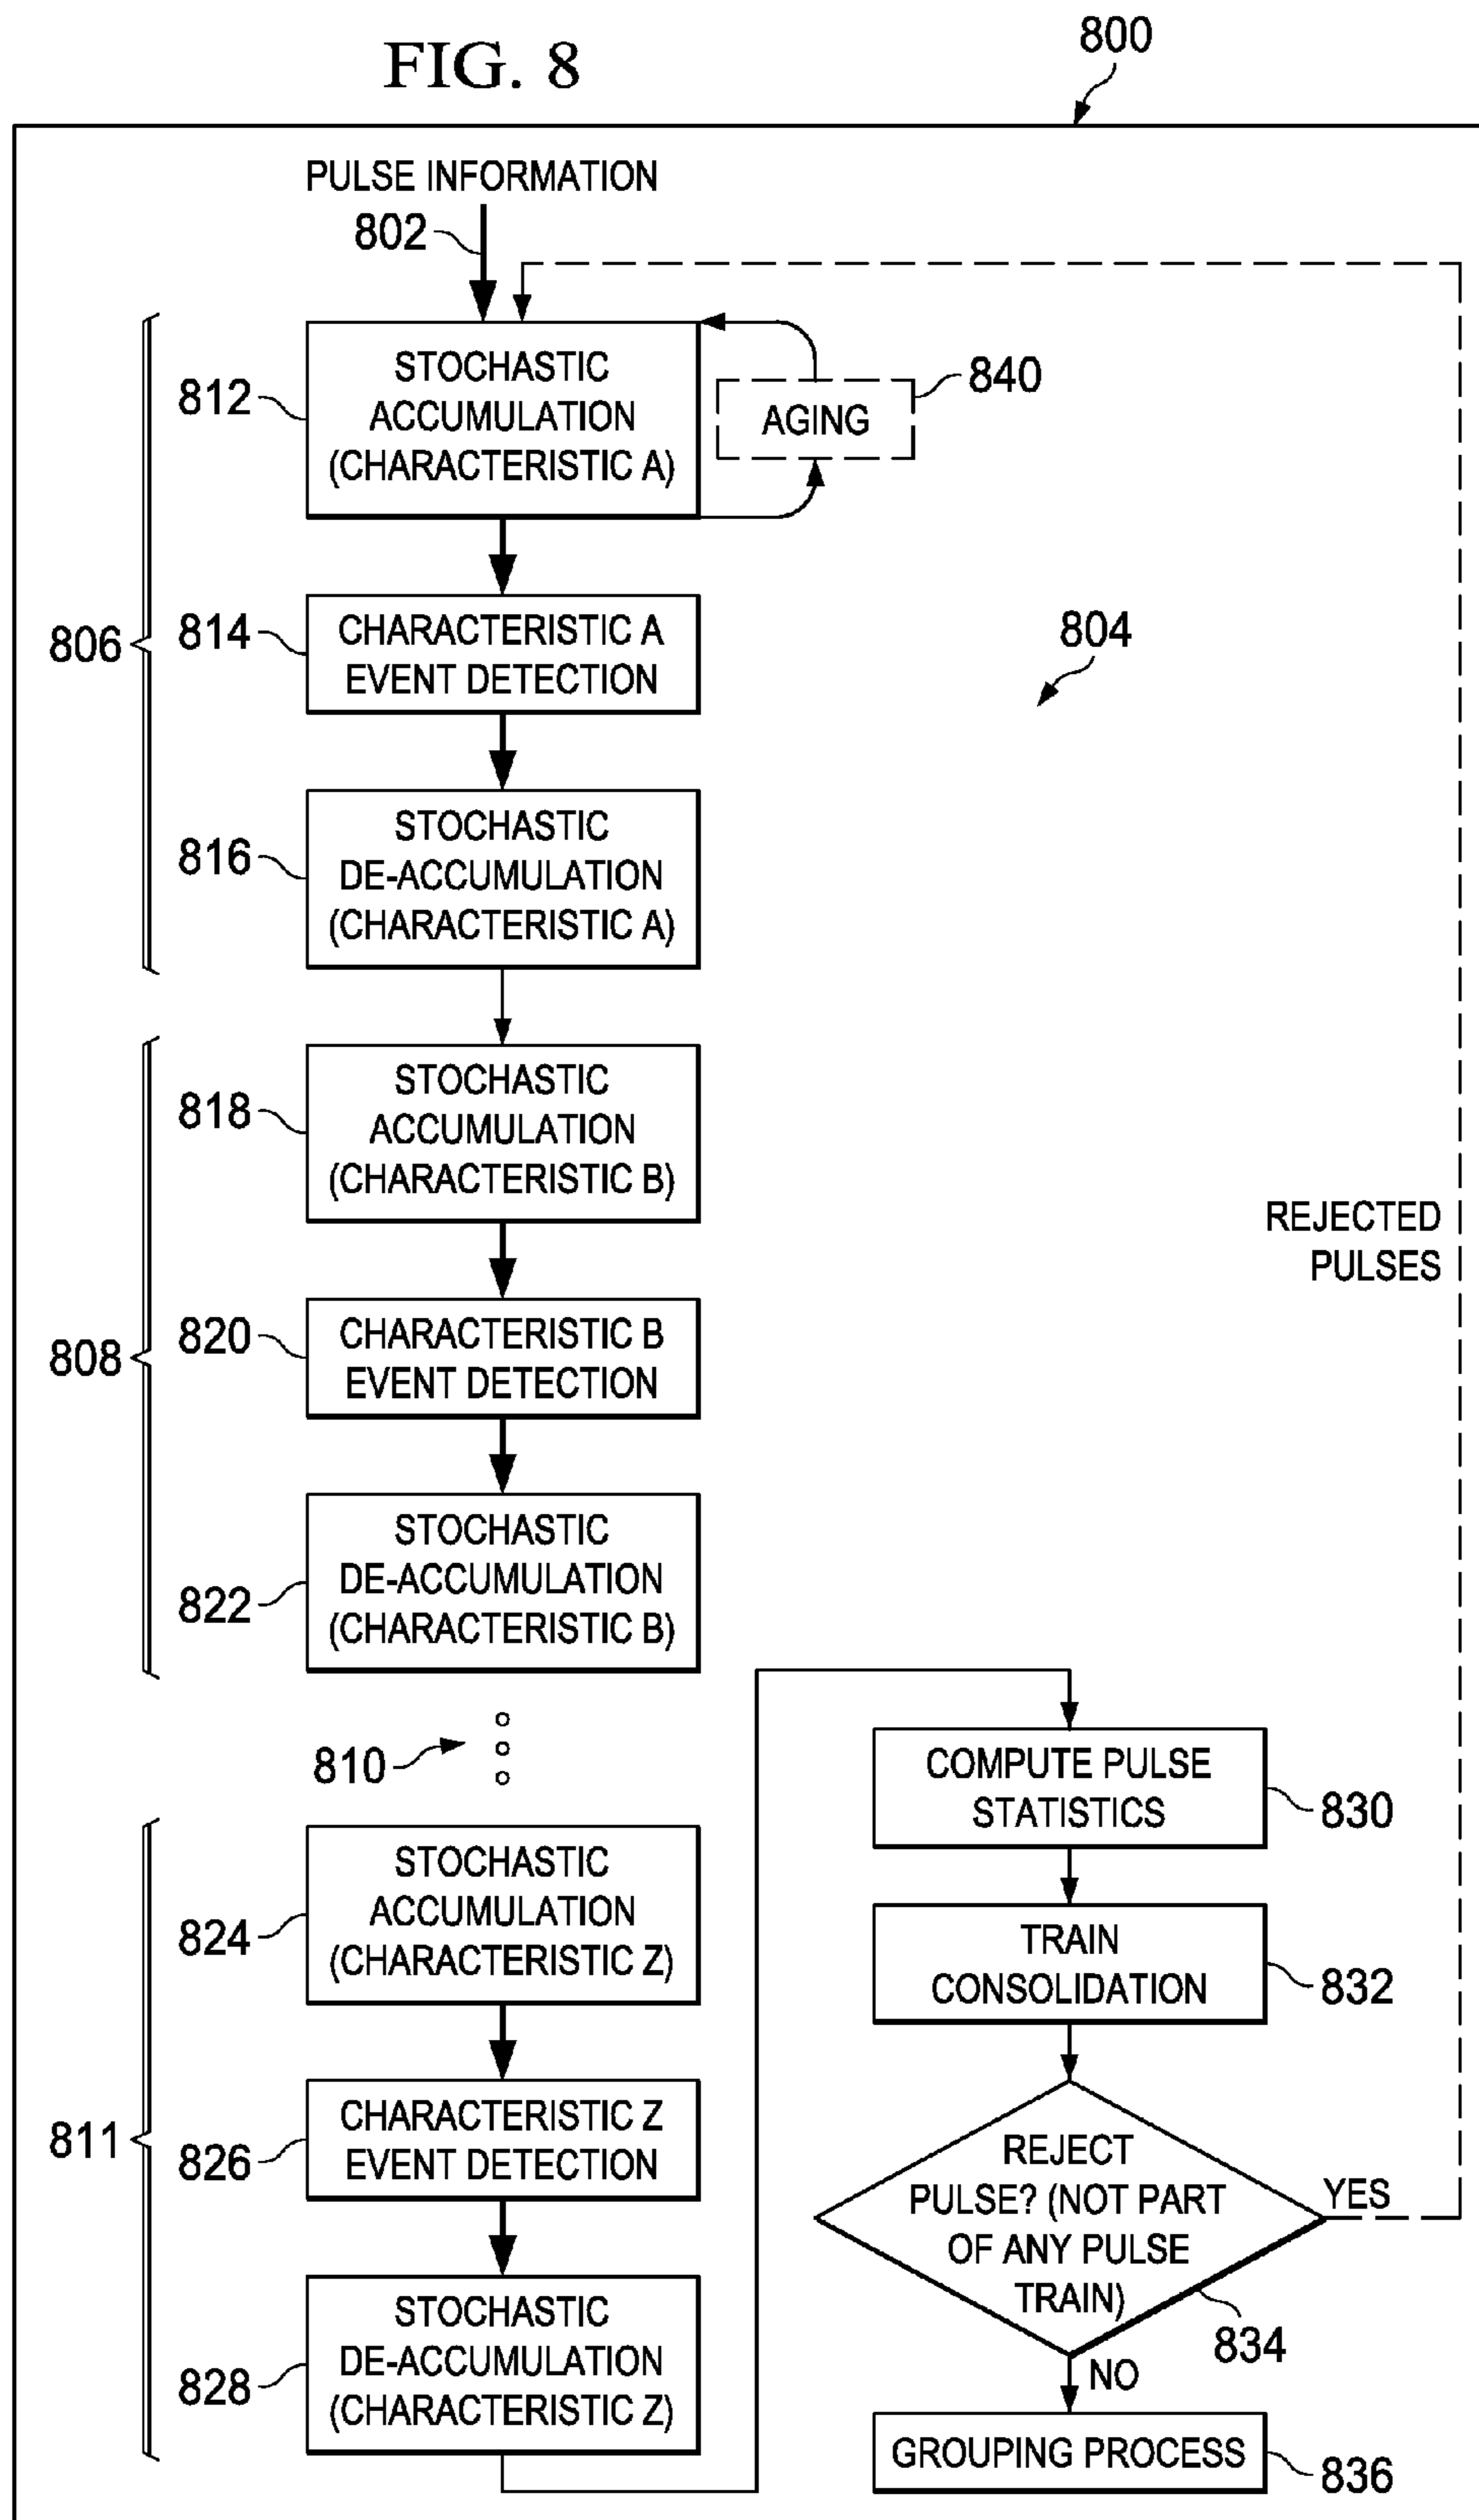 FIG. 8
800
PULSE INFORMATION
802
812
STOCHASTIC
ACCUMULATION
(CHARACTERISTIC A)
840
AGING
806
814
CHARACTERISTIC A
EVENT DETECTION
804
816
STOCHASTIC
DE-ACCUMULATION
(CHARACTERISTIC A)
818
STOCHASTIC
ACCUMULATION
(CHARACTERISTIC B)
REJECTED
PULSES
808
820
CHARACTERISTIC B
EVENT DETECTION
822
STOCHASTIC
DE-ACCUMULATION
(CHARACTERISTIC B)
810
824
STOCHASTIC
ACCUMULATION
(CHARACTERISTIC Z)
811
826
CHARACTERISTIC Z
EVENT DETECTION
828
STOCHASTIC
DE-ACCUMULATION
(CHARACTERISTIC Z)
COMPUTE PULSE
STATISTICS
830
TRAIN
CONSOLIDATION
832
REJECT
PULSE? (NOT PART
OF ANY PULSE
TRAIN)
YES
834
NO
GROUPING PROCESS
836